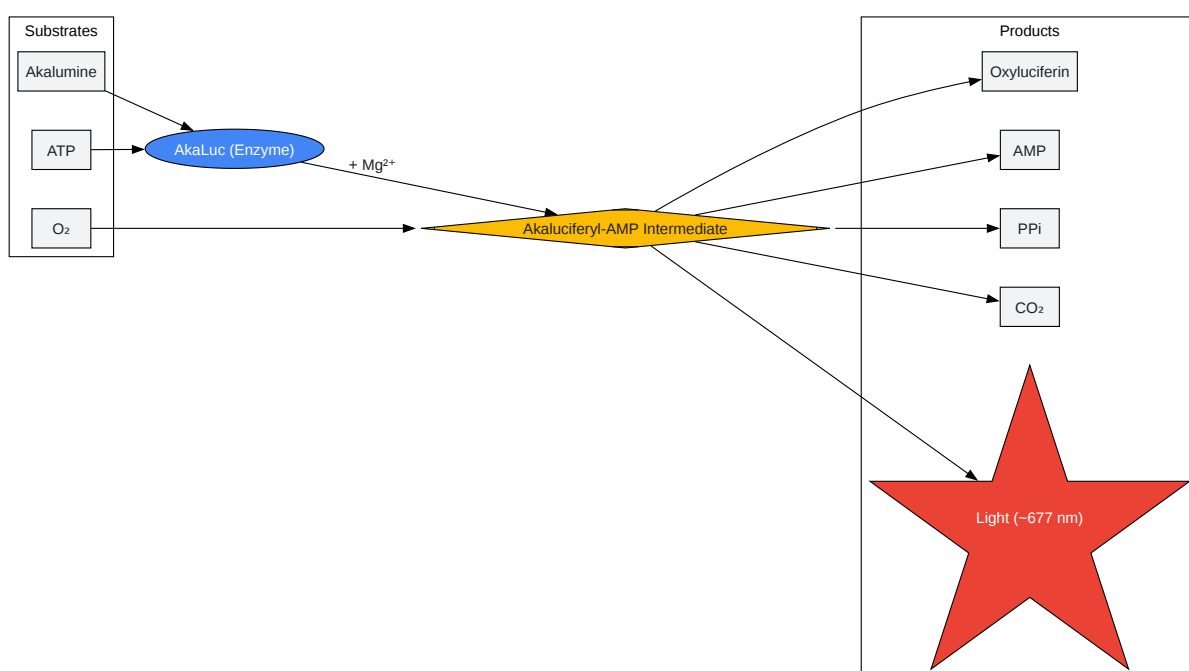 Substrates
Products
Akalumine
Oxyluciferin
ATP
AkaLuc (Enzyme)
+ Mg²⁺
AMP
O₂
Akaluciferyl-AMP Intermediate
PPi
CO₂
Light (~677 nm)